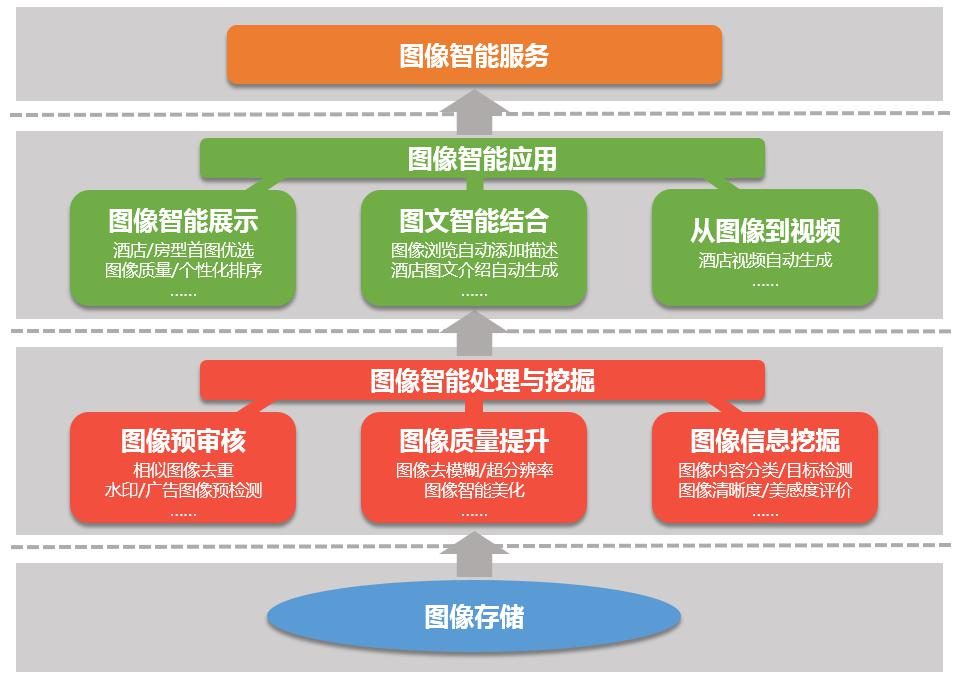 图像智能服务
图像智能应用
图像智能展示
酒店/房型首图优选
图像质量/个性化排序
......
图文智能结合
图像浏览自动添加描述
酒店图文介绍自动生成
......
从图像到视频
酒店视频自动生成
......
图像智能处理与挖掘
图像预审核
相似图像去重
水印/广告图像预检测
......
图像质量提升
图像去模糊/超分辨率
图像智能美化
......
图像信息挖掘
图像内容分类/目标检测
图像清晰度/美感度评价
......
图像存储